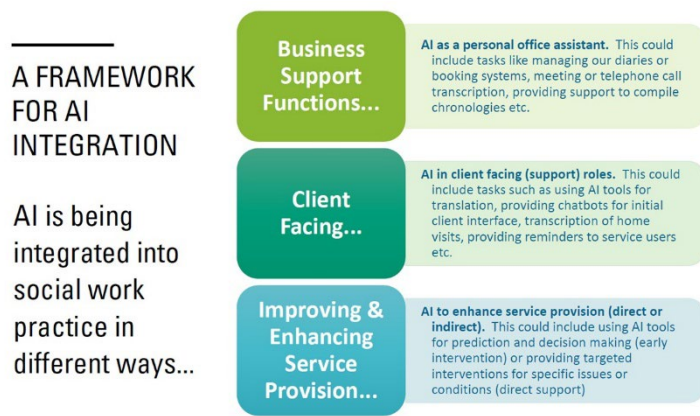 A FRAMEWORK
FOR AI
INTEGRATION
AI is being
integrated into
social work
practice in
different ways...
Business
Support
Functions...
AI as a personal office assistant. This could
include tasks like managing our diaries or
booking systems, meeting or telephone call
transcription, providing support to compile
chronologies etc.
Client
Facing...
AI in client facing (support) roles. This could
include tasks such as using AI tools for
translation, providing chatbots for initial
client interface, transcription of home
visits, providing reminders to service users
etc.
Improving &
Enhancing
Service
Provision...
AI to enhance service provision (direct or
indirect). This could include using AI tools
for prediction and decision making (early
intervention) or providing targeted
interventions for specific issues or
conditions (direct support)